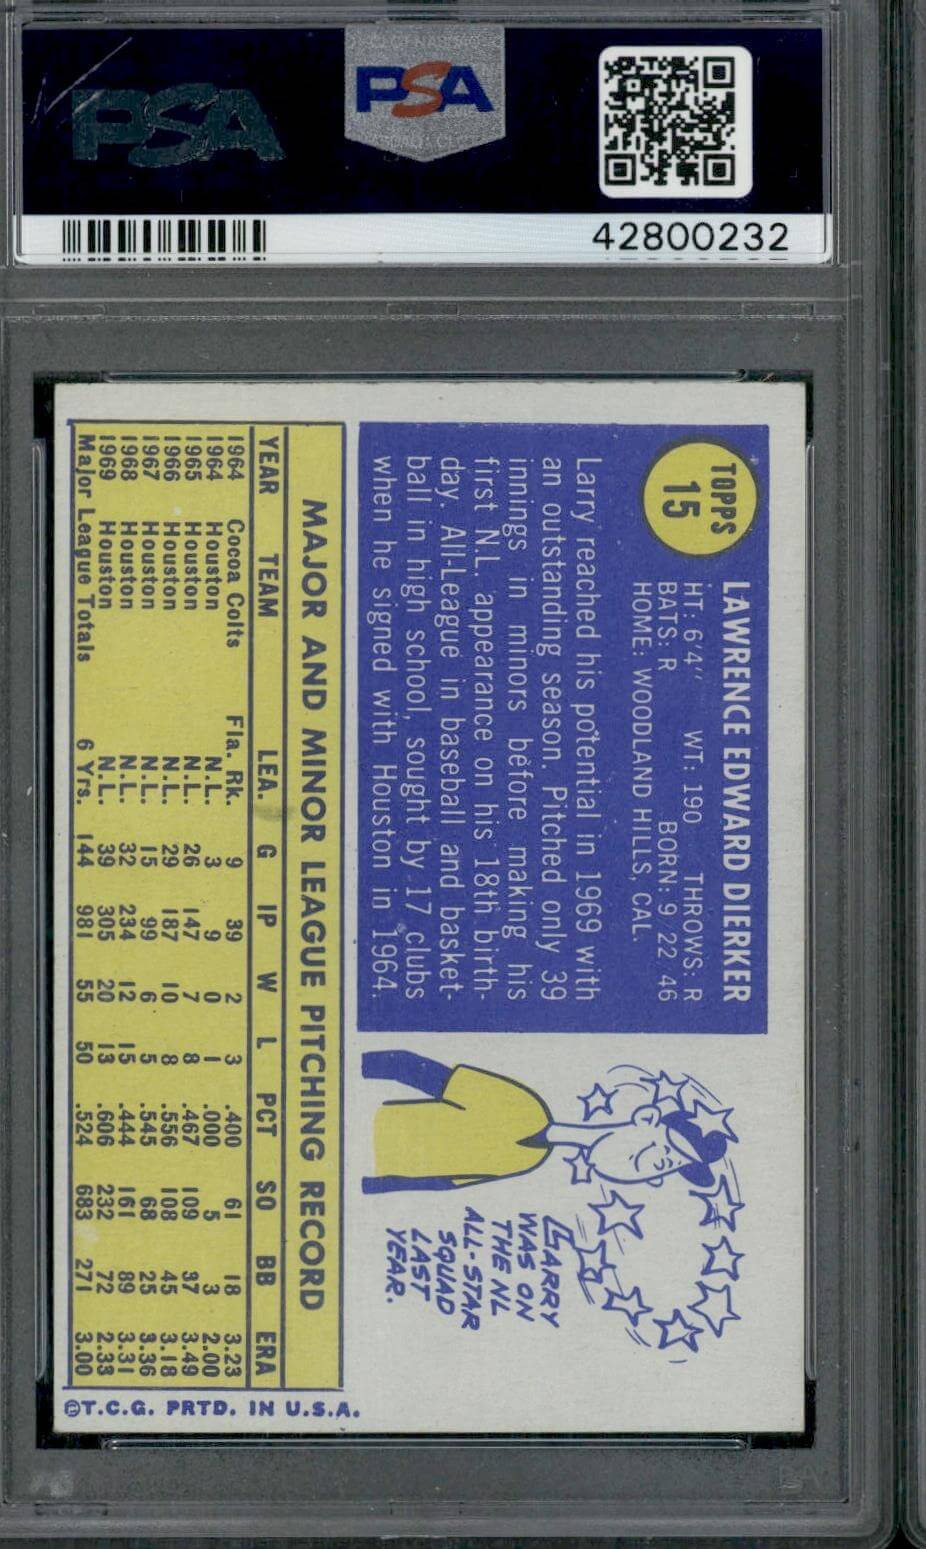 PSA
PSA
42800232
TOPPS
15
LAWRENCE EDWARD DIERKER
HT: 6'4" WT: 190 THROWS: R
BATS: R BORN: 9 22 46
HOME: WOODLAND HILLS, CAL.
Larry reached his potential in 1969 with
an outstanding season. Pitched only 39
innings in minors before making his
first N.L. appearance on his 18th birth-
day. All-League in baseball and basket-
ball in high school, sought by 17 clubs
when he signed with Houston in 1964.
LARRY
WAS ON
THE NL
ALL-STAR
SQUAD
LAST
YEAR.
MAJOR AND MINOR LEAGUE PITCHING RECORD
YEAR TEAM LEA. G IP W L PCT SO BB ERA
1964 Cocoa Colts Fla. Rk. 9 39 2 3 .400 61 18 3.23
1964 Houston N.L. 3 9 0 1 .000 5 3 2.00
1965 Houston N.L. 26 147 7 8 .467 109 37 3.49
1966 Houston N.L. 29 187 10 8 .556 108 45 3.18
1967 Houston N.L. 15 99 6 5 .545 68 25 3.36
1968 Houston N.L. 32 234 12 15 .444 161 89 3.31
1969 Houston N.L. 39 305 20 13 .606 232 72 2.33
Major League Totals 6 Yrs. 144 981 55 50 .524 683 271 3.00
©T.C.G. PRTD. IN U.S.A.